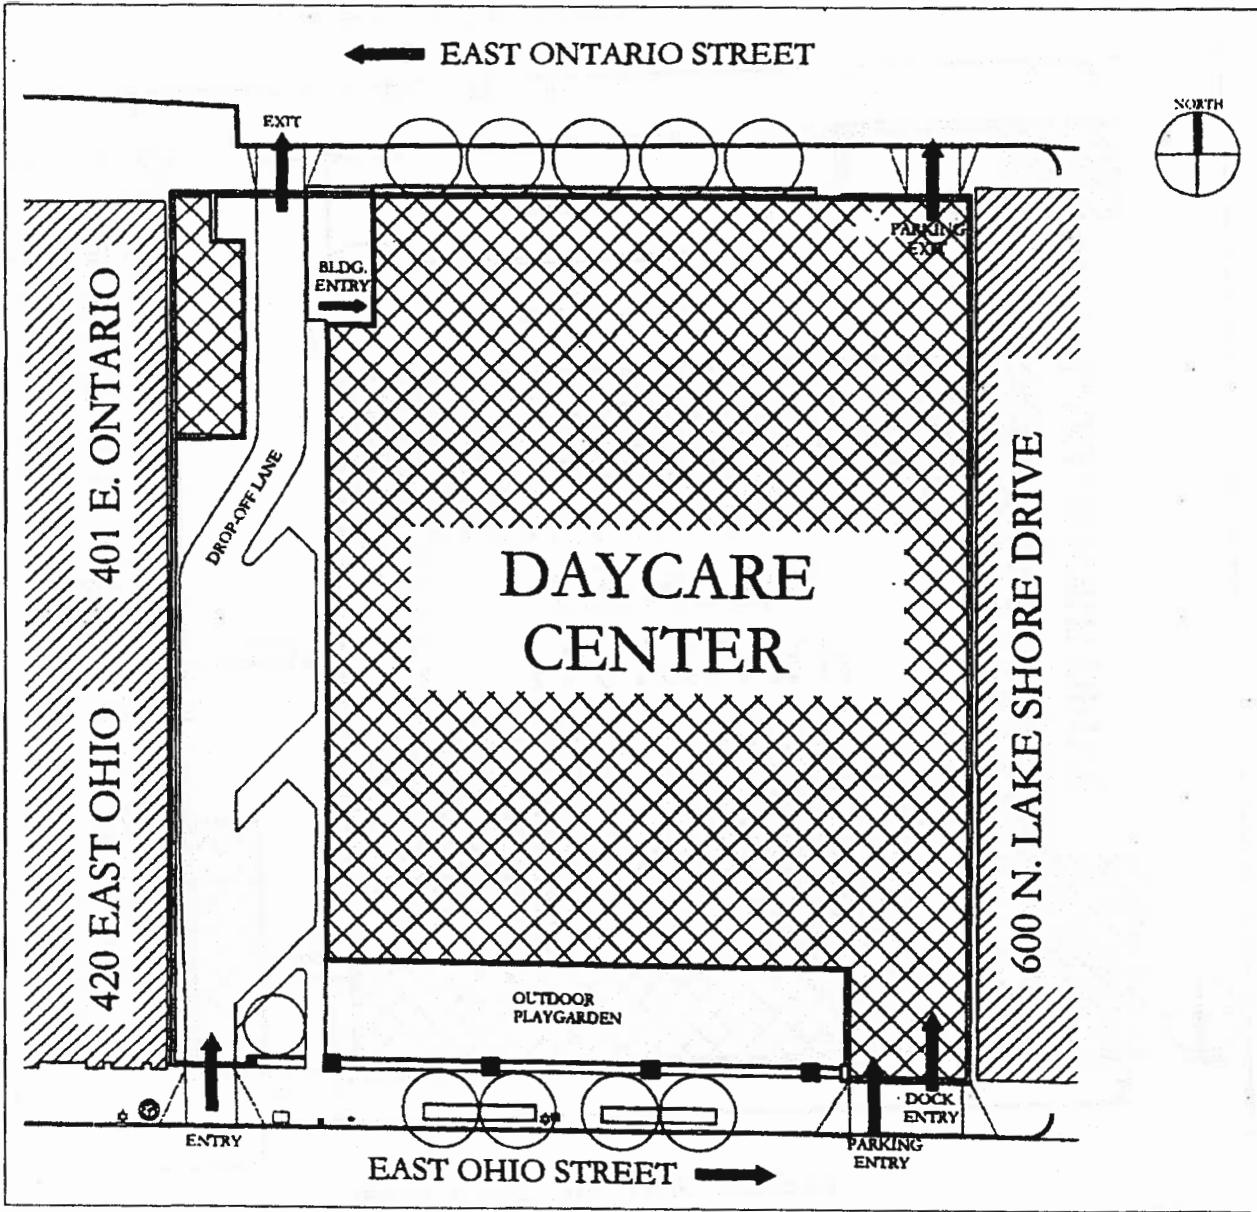 EAST ONTARIO STREET
NORTH
EXIT
PARKING
EXIT
BLDG.
ENTRY
401 E. ONTARIO
DROP-OFF LANE
DAYCARE
CENTER
600 N. LAKE SHORE DRIVE
420 EAST OHIO
OUTDOOR
PLAYGARDEN
DOCK
ENTRY
ENTRY
PARKING
ENTRY
EAST OHIO STREET